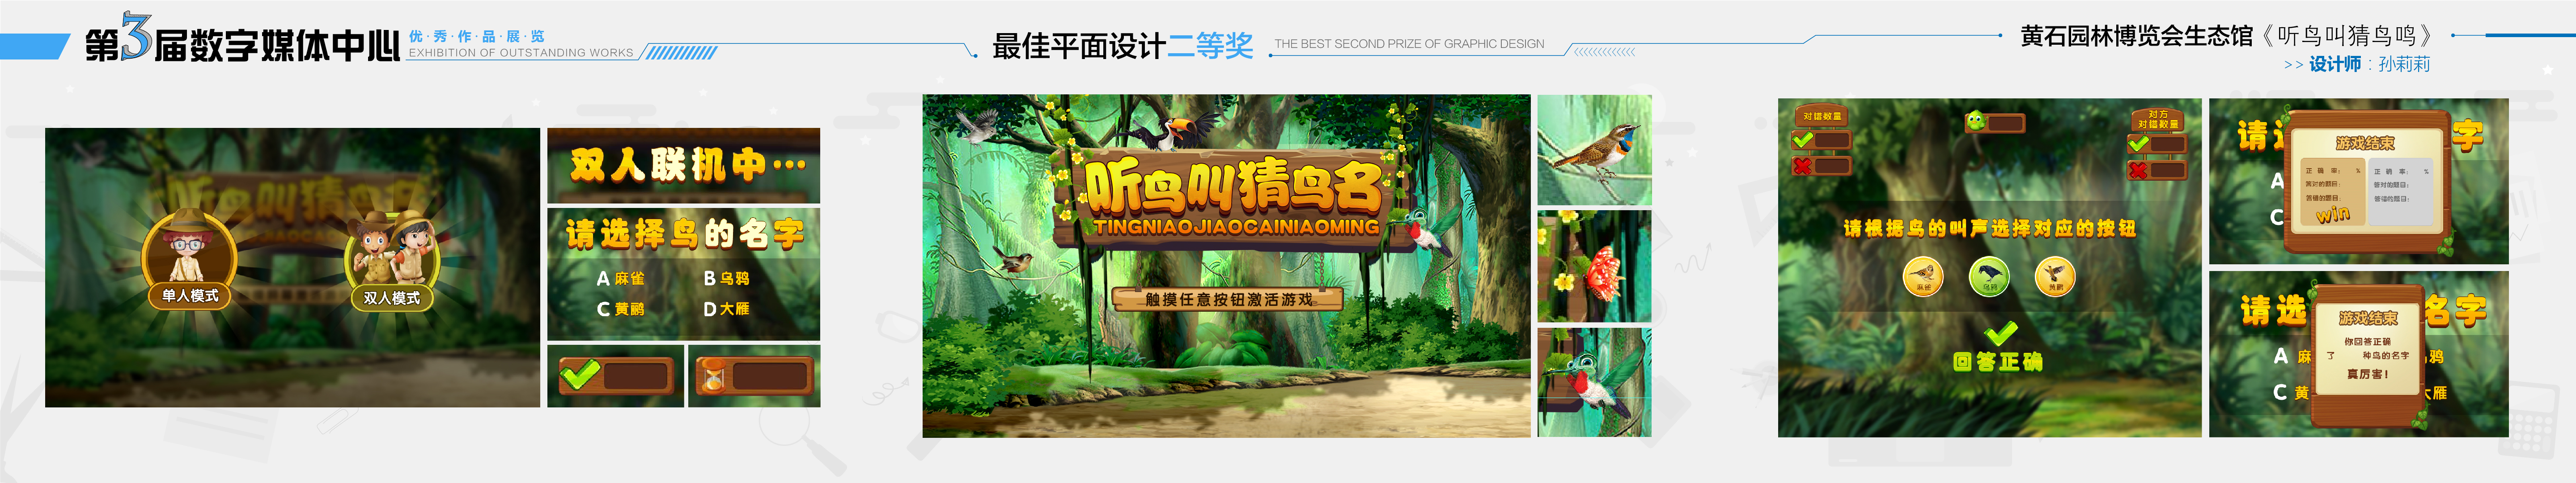 第3届数字媒体中心
优·秀·作·品·展·览
EXHIBITION OF OUTSTANDING WORKS
最佳平面设计二等奖
THE BEST SECOND PRIZE OF GRAPHIC DESIGN
黄石园林博览会生态馆《听鸟叫猜鸟鸣》
>> 设计师：孙莉莉
听鸟叫猜鸟名
单人模式
双人模式
双人联机中…
请选择鸟的名字
A 麻雀
B 乌鸦
C 黄鹂
D 大雁
听鸟叫猜鸟名
TINGNIAOJIAOCAINIAOMING
触摸任意按钮激活游戏
对错数量
对方
对错数量
请根据鸟的叫声选择对应的按钮
麻雀
乌鸦
黄鹂
回答正确
请选
字
A
C
游戏结束
正确率： %
答对的题目：
答错的题目：
win
正确率： %
答对的题目：
答错的题目：
请选
名字
A 麻
乌鸦
C 黄
大雁
游戏结束
你回答正确
了 种鸟的名字
真厉害！